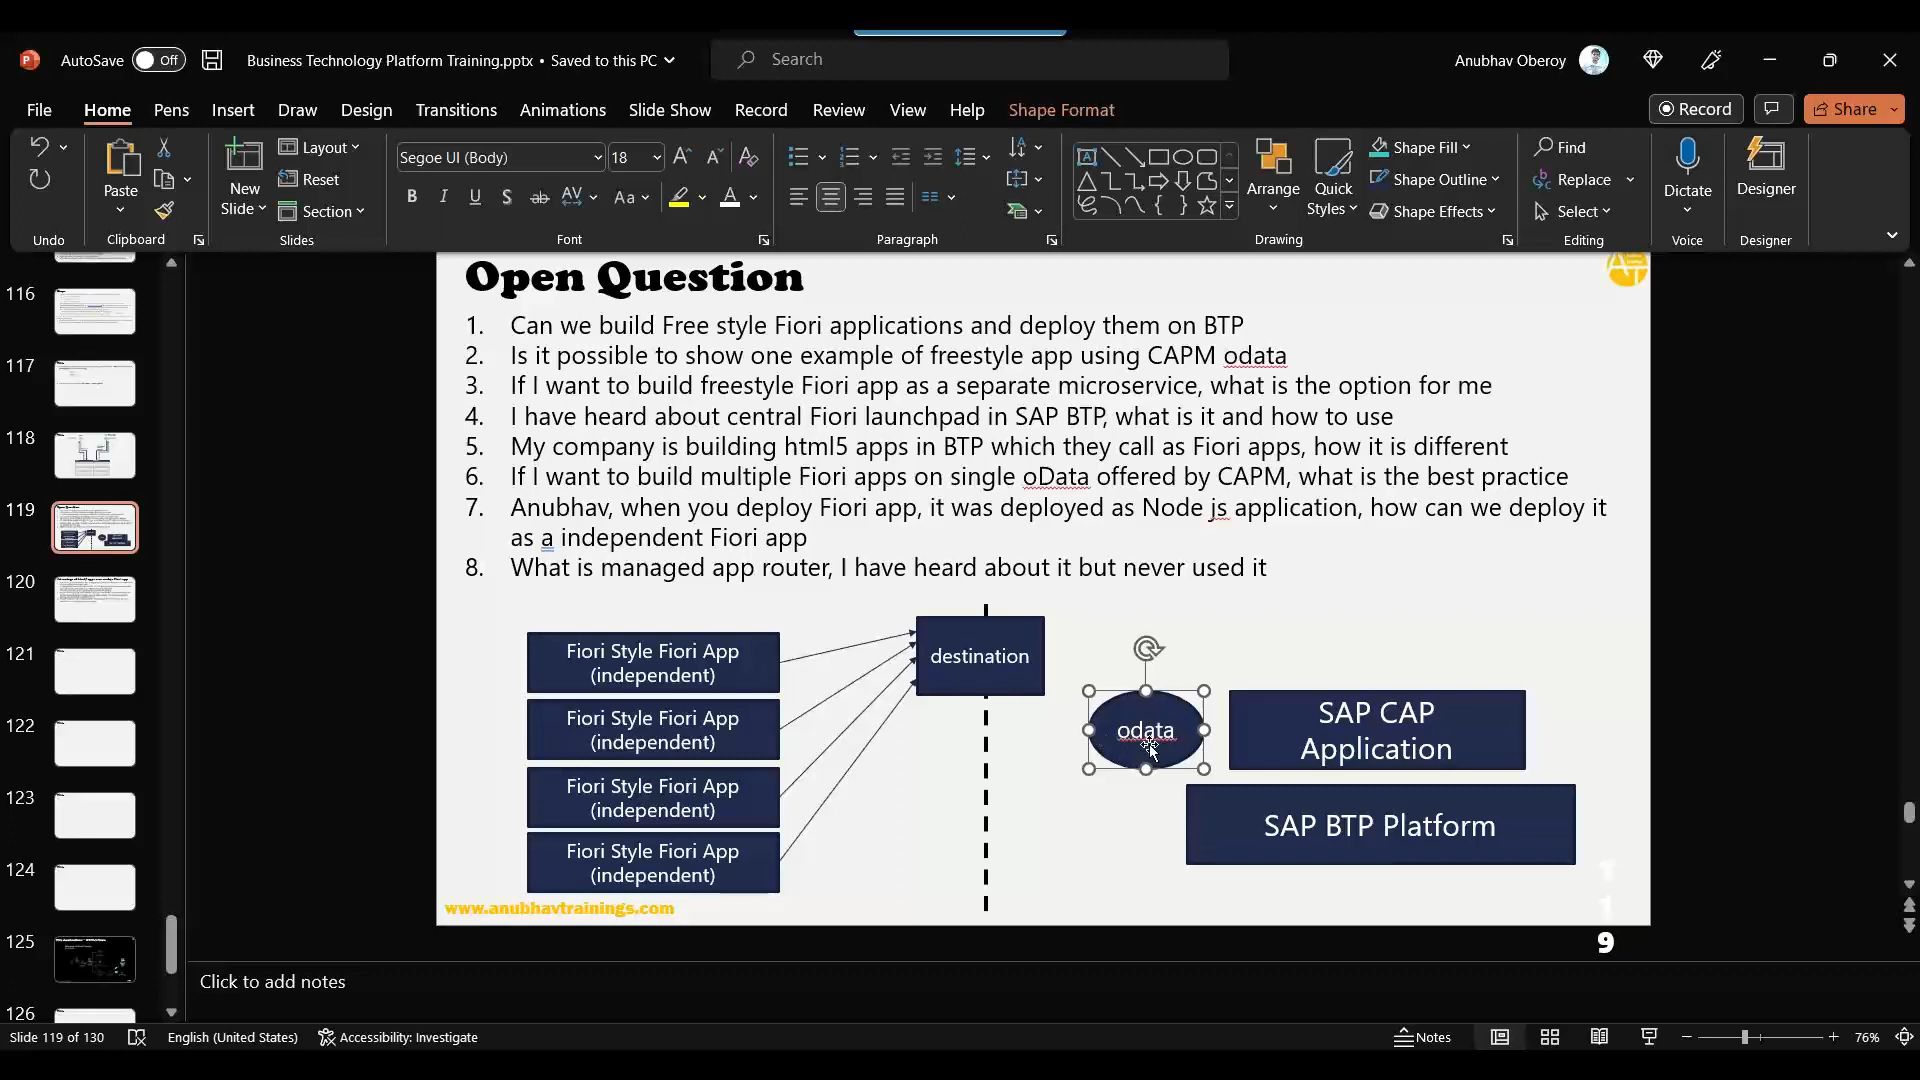 AutoSave
Off
Business Technology Platform Training.pptx • Saved to this PC
Search
Anubhav Oberoy
File
Home
Pens
Insert
Draw
Design
Transitions
Animations
Slide Show
Record
Review
View
Help
Shape Format
Record
Share
Paste
New
Slide
Layout
Reset
Section
Segoe UI (Body)
18
Shape Fill
Shape Outline
Shape Effects
Arrange
Quick
Styles
Find
Replace
Select
Dictate
Designer
Undo
Clipboard
Slides
Font
Paragraph
Drawing
Editing
Voice
Designer
116
117
118
119
120
121
122
123
124
125
126
Open Question
1. Can we build Free style Fiori applications and deploy them on BTP
2. Is it possible to show one example of freestyle app using CAPM odata
3. If I want to build freestyle Fiori app as a separate microservice, what is the option for me
4. I have heard about central Fiori launchpad in SAP BTP, what is it and how to use
5. My company is building html5 apps in BTP which they call as Fiori apps, how it is different
6. If I want to build multiple Fiori apps on single oData offered by CAPM, what is the best practice
7. Anubhav, when you deploy Fiori app, it was deployed as Node js application, how can we deploy it
as a independent Fiori app
8. What is managed app router, I have heard about it but never used it
Fiori Style Fiori App
(independent)
Fiori Style Fiori App
(independent)
Fiori Style Fiori App
(independent)
Fiori Style Fiori App
(independent)
destination
odata
SAP CAP
Application
SAP BTP Platform
www.anubhavtrainings.com
1
1
9
Click to add notes
Slide 119 of 130
English (United States)
Accessibility: Investigate
Notes
76%